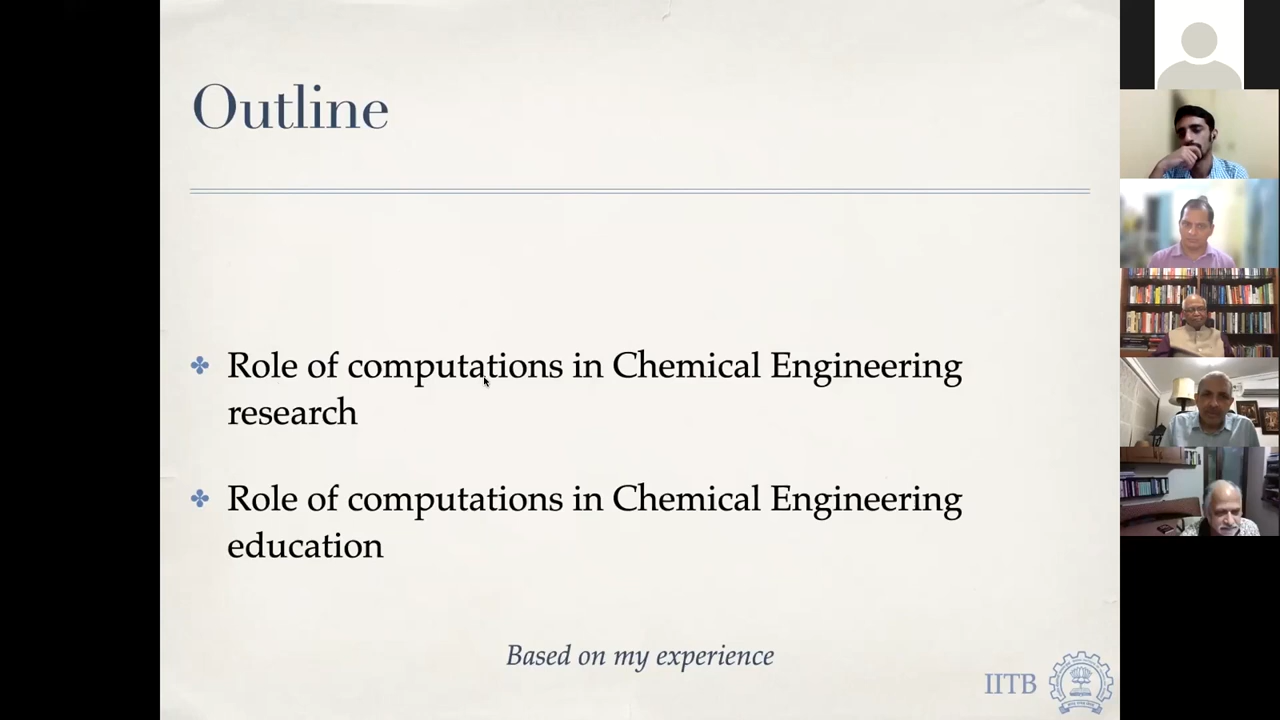 Outline
Role of computations in Chemical Engineering
research
Role of computations in Chemical Engineering
education
Based on my experience
IITB